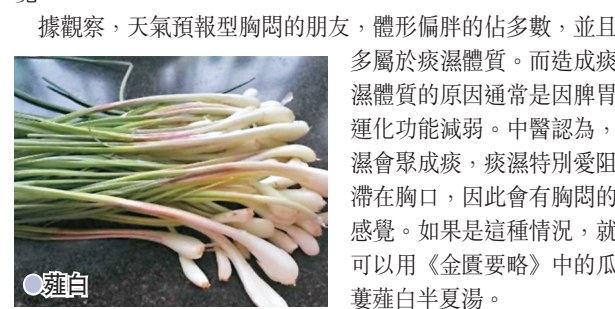 據觀察，天氣預報型胸悶的朋友，體形偏胖的佔多數，並且
多屬於痰濕體質。而造成痰
濕體質的原因通常是因脾胃
運化功能減弱。中醫認為，
濕會聚成痰，痰濕特別愛阻
滯在胸口，因此會有胸悶的
感覺。如果是這種情況，就
可以用《金匱要略》中的瓜
蔞薤白半夏湯。
薤白